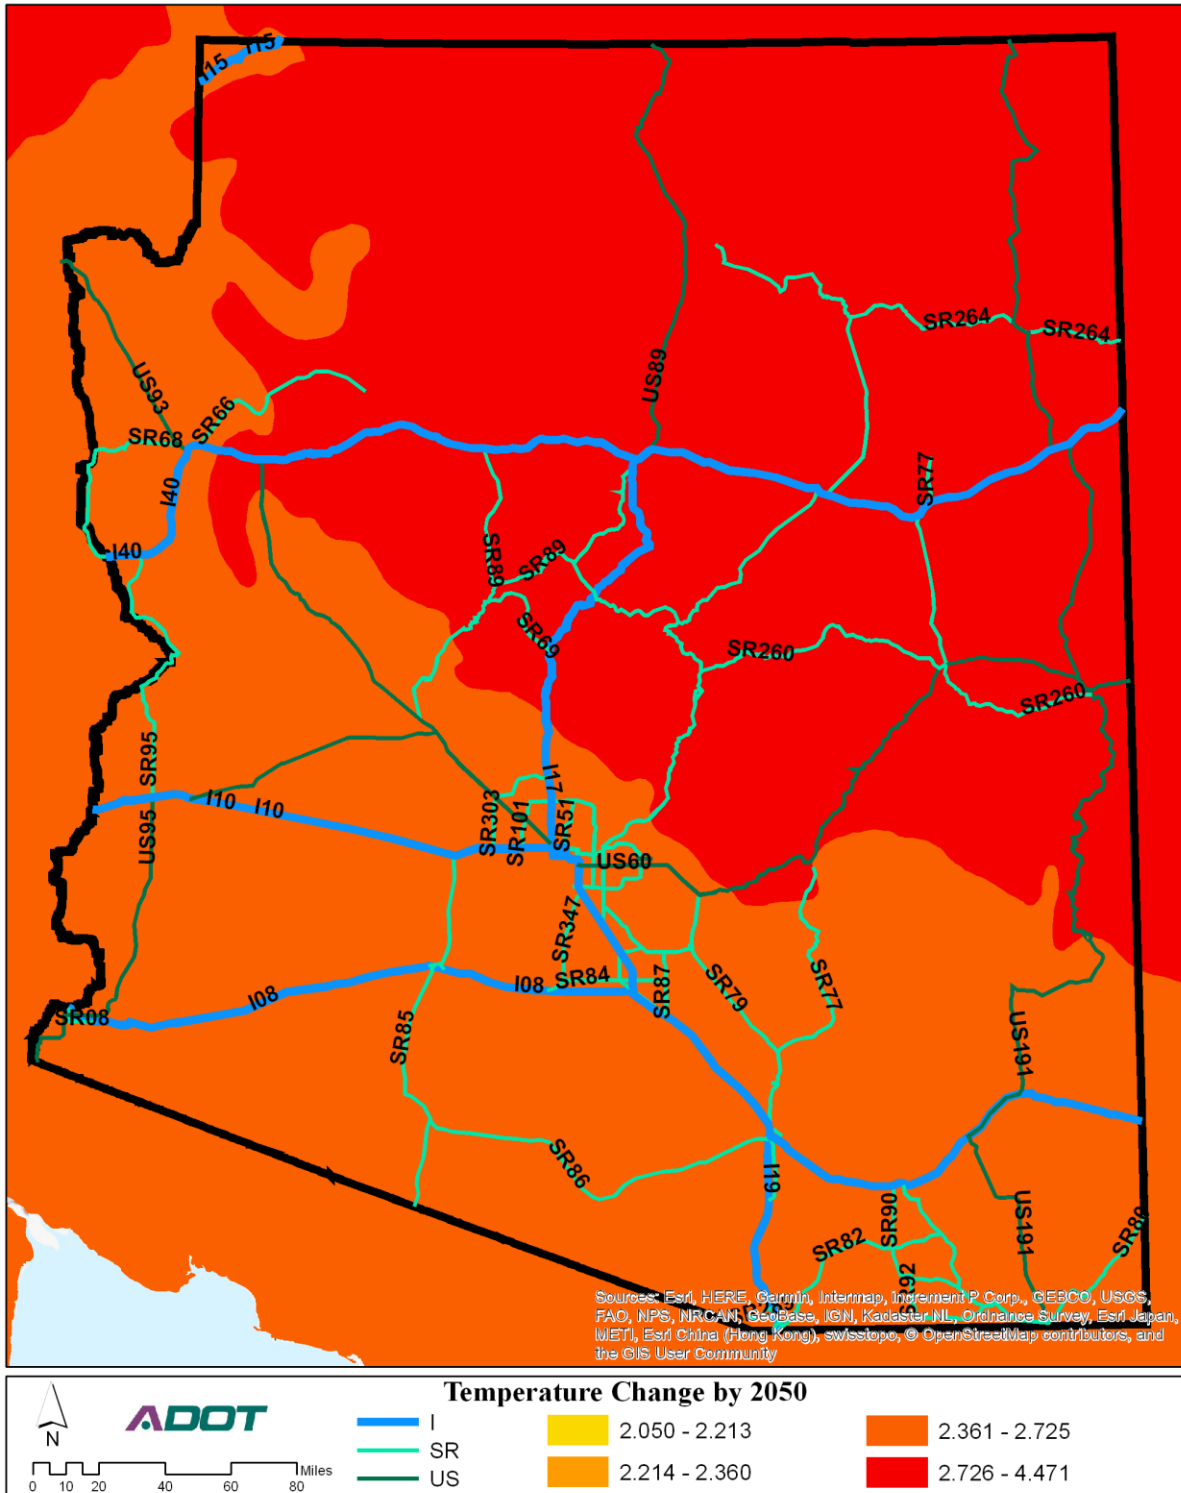 I15
I15
SR264
SR264
US89
US93
SR66
SR68
I40
SR77
I40
SR89
SR89
SR69
SR260
SR260
SR95
I17
I10
I10
SR303
SR101
SR51
US95
US60
SR347
SR84
I08
I08
SR87
SR79
SR77
SR08
SR85
US191
SR86
I19
SR90
US191
SR80
SR82
SR92
Sources: Esri, HERE, Garmin, Intermap, increment P Corp., GEBCO, USGS,
FAO, NPS, NRCAN, GeoBase, IGN, Kadaster NL, Ordnance Survey, Esri Japan,
METI, Esri China (Hong Kong), swisstopo, © OpenStreetMap contributors, and
the GIS User Community
Temperature Change by 2050
N
ADOT
0 10 20 40 60 80 Miles
I
SR
US
2.050 - 2.213
2.214 - 2.360
2.361 - 2.725
2.726 - 4.471